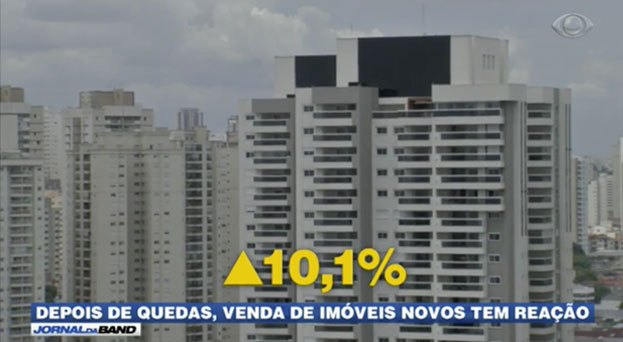 ▲10,1%
DEPOIS DE QUEDAS, VENDA DE IMÓVEIS NOVOS TEM REAÇÃO
JORNAL DA BAND